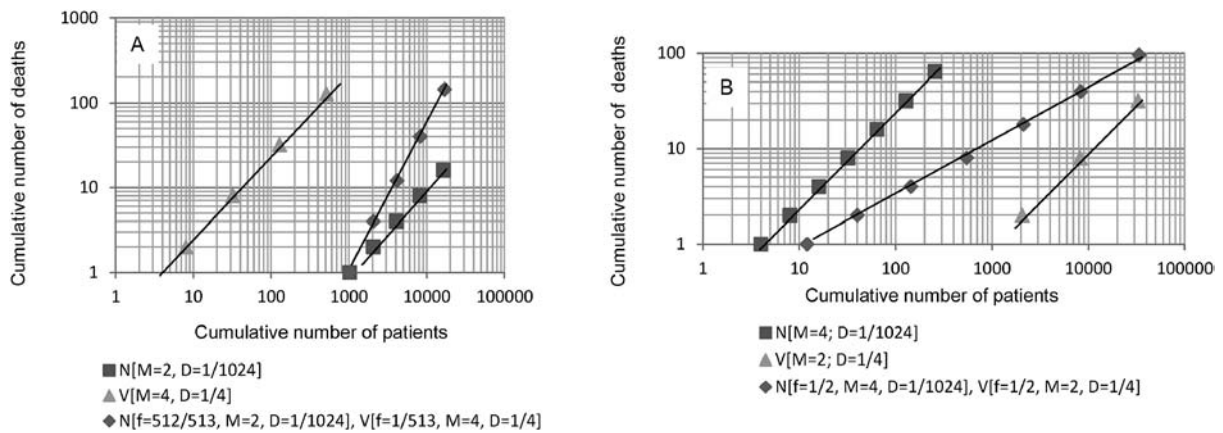 A
Cumulative number of deaths
1000
100
10
1
1 10 100 1000 10000 100000
Cumulative number of patients
N[M=2, D=1/1024]
V[M=4, D=1/4]
N[f=512/513, M=2, D=1/1024], V[f=1/513, M=4, D=1/4]
B
Cumulative number of deaths
100
10
1
1 10 100 1000 10000 100000
Cumulative number of patients
N[M=4; D=1/1024]
V[M=2; D=1/4]
N[f=1/2, M=4, D=1/1024], V[f=1/2, M=2, D=1/4]